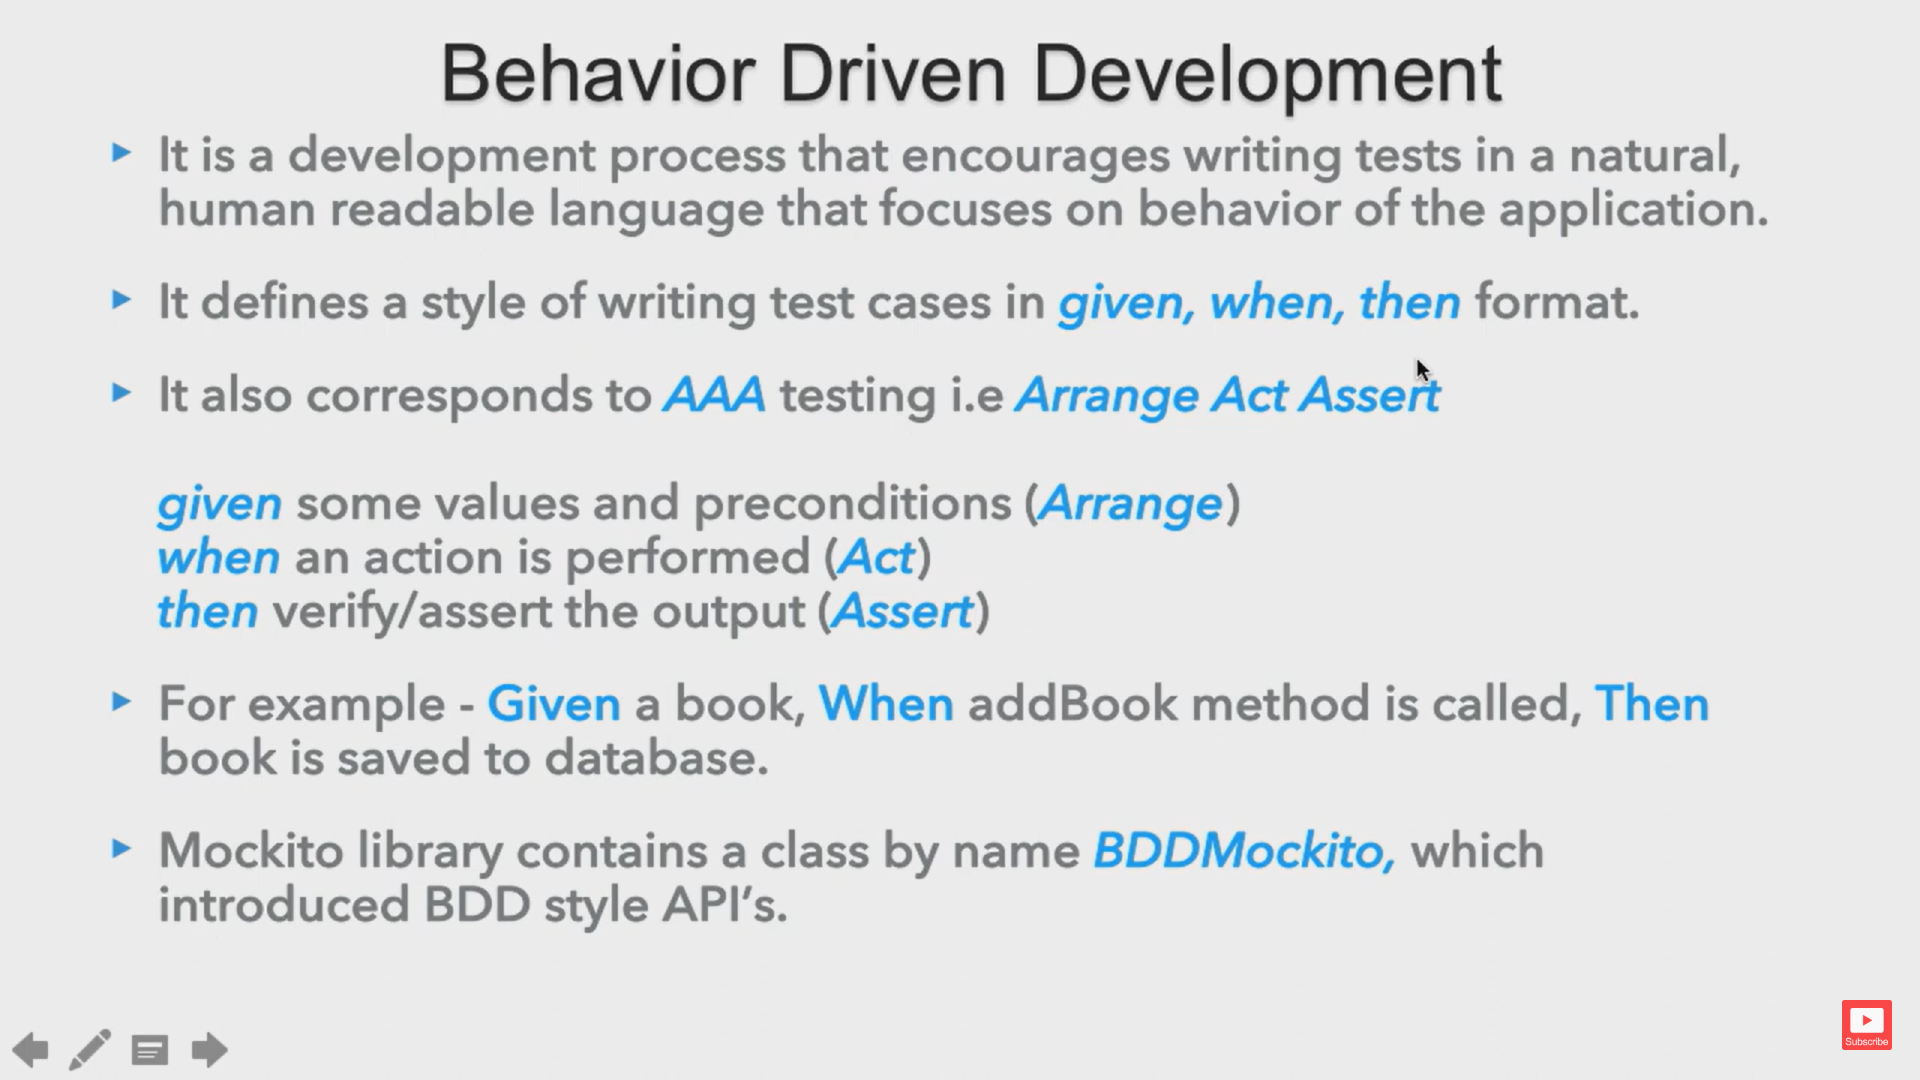 Behavior Driven Development
It is a development process that encourages writing tests in a natural,
human readable language that focuses on behavior of the application.
It defines a style of writing test cases in given, when, then format.
It also corresponds to AAA testing i.e Arrange Act Assert
given some values and preconditions (Arrange)
when an action is performed (Act)
then verify/assert the output (Assert)
For example - Given a book, When addBook method is called, Then
book is saved to database.
Mockito library contains a class by name BDDMockito, which
introduced BDD style API’s.
Subscribe